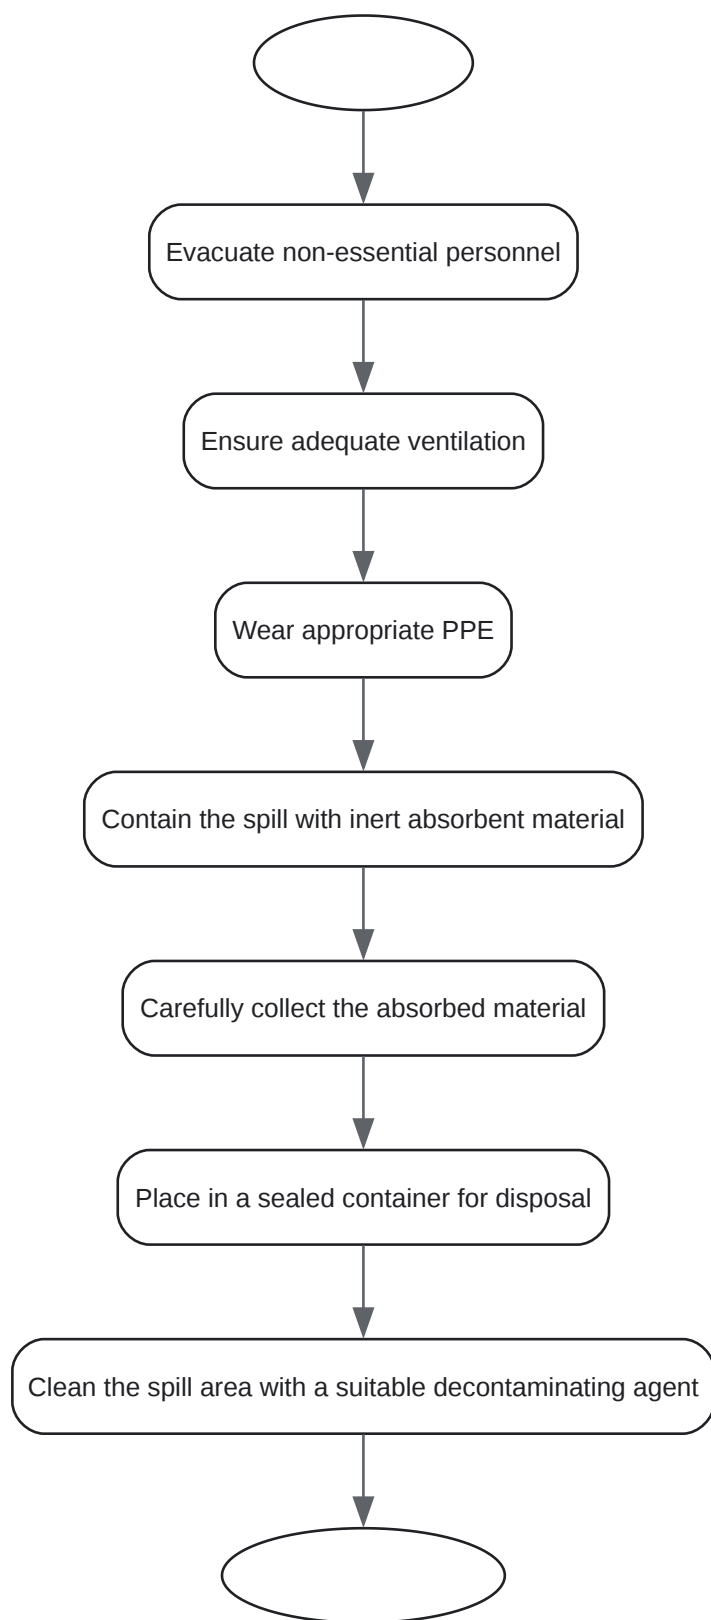 Evacuate non-essential personnel
Ensure adequate ventilation
Wear appropriate PPE
Contain the spill with inert absorbent material
Carefully collect the absorbed material
Place in a sealed container for disposal
Clean the spill area with a suitable decontaminating agent